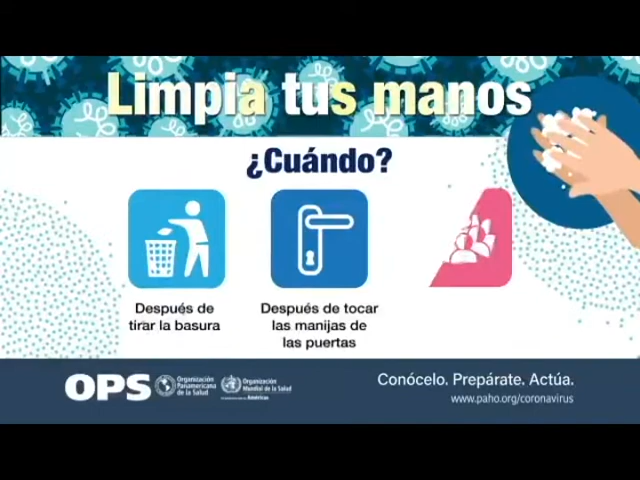 Limpia tus manos
¿Cuándo?
Después de
tirar la basura
Después de tocar
las manijas de
las puertas
OPS
Organización
Panamericana
de la Salud
Organización
Mundial de la Salud
Américas
Conócelo. Prepárate. Actúa.
www.paho.org/coronavirus